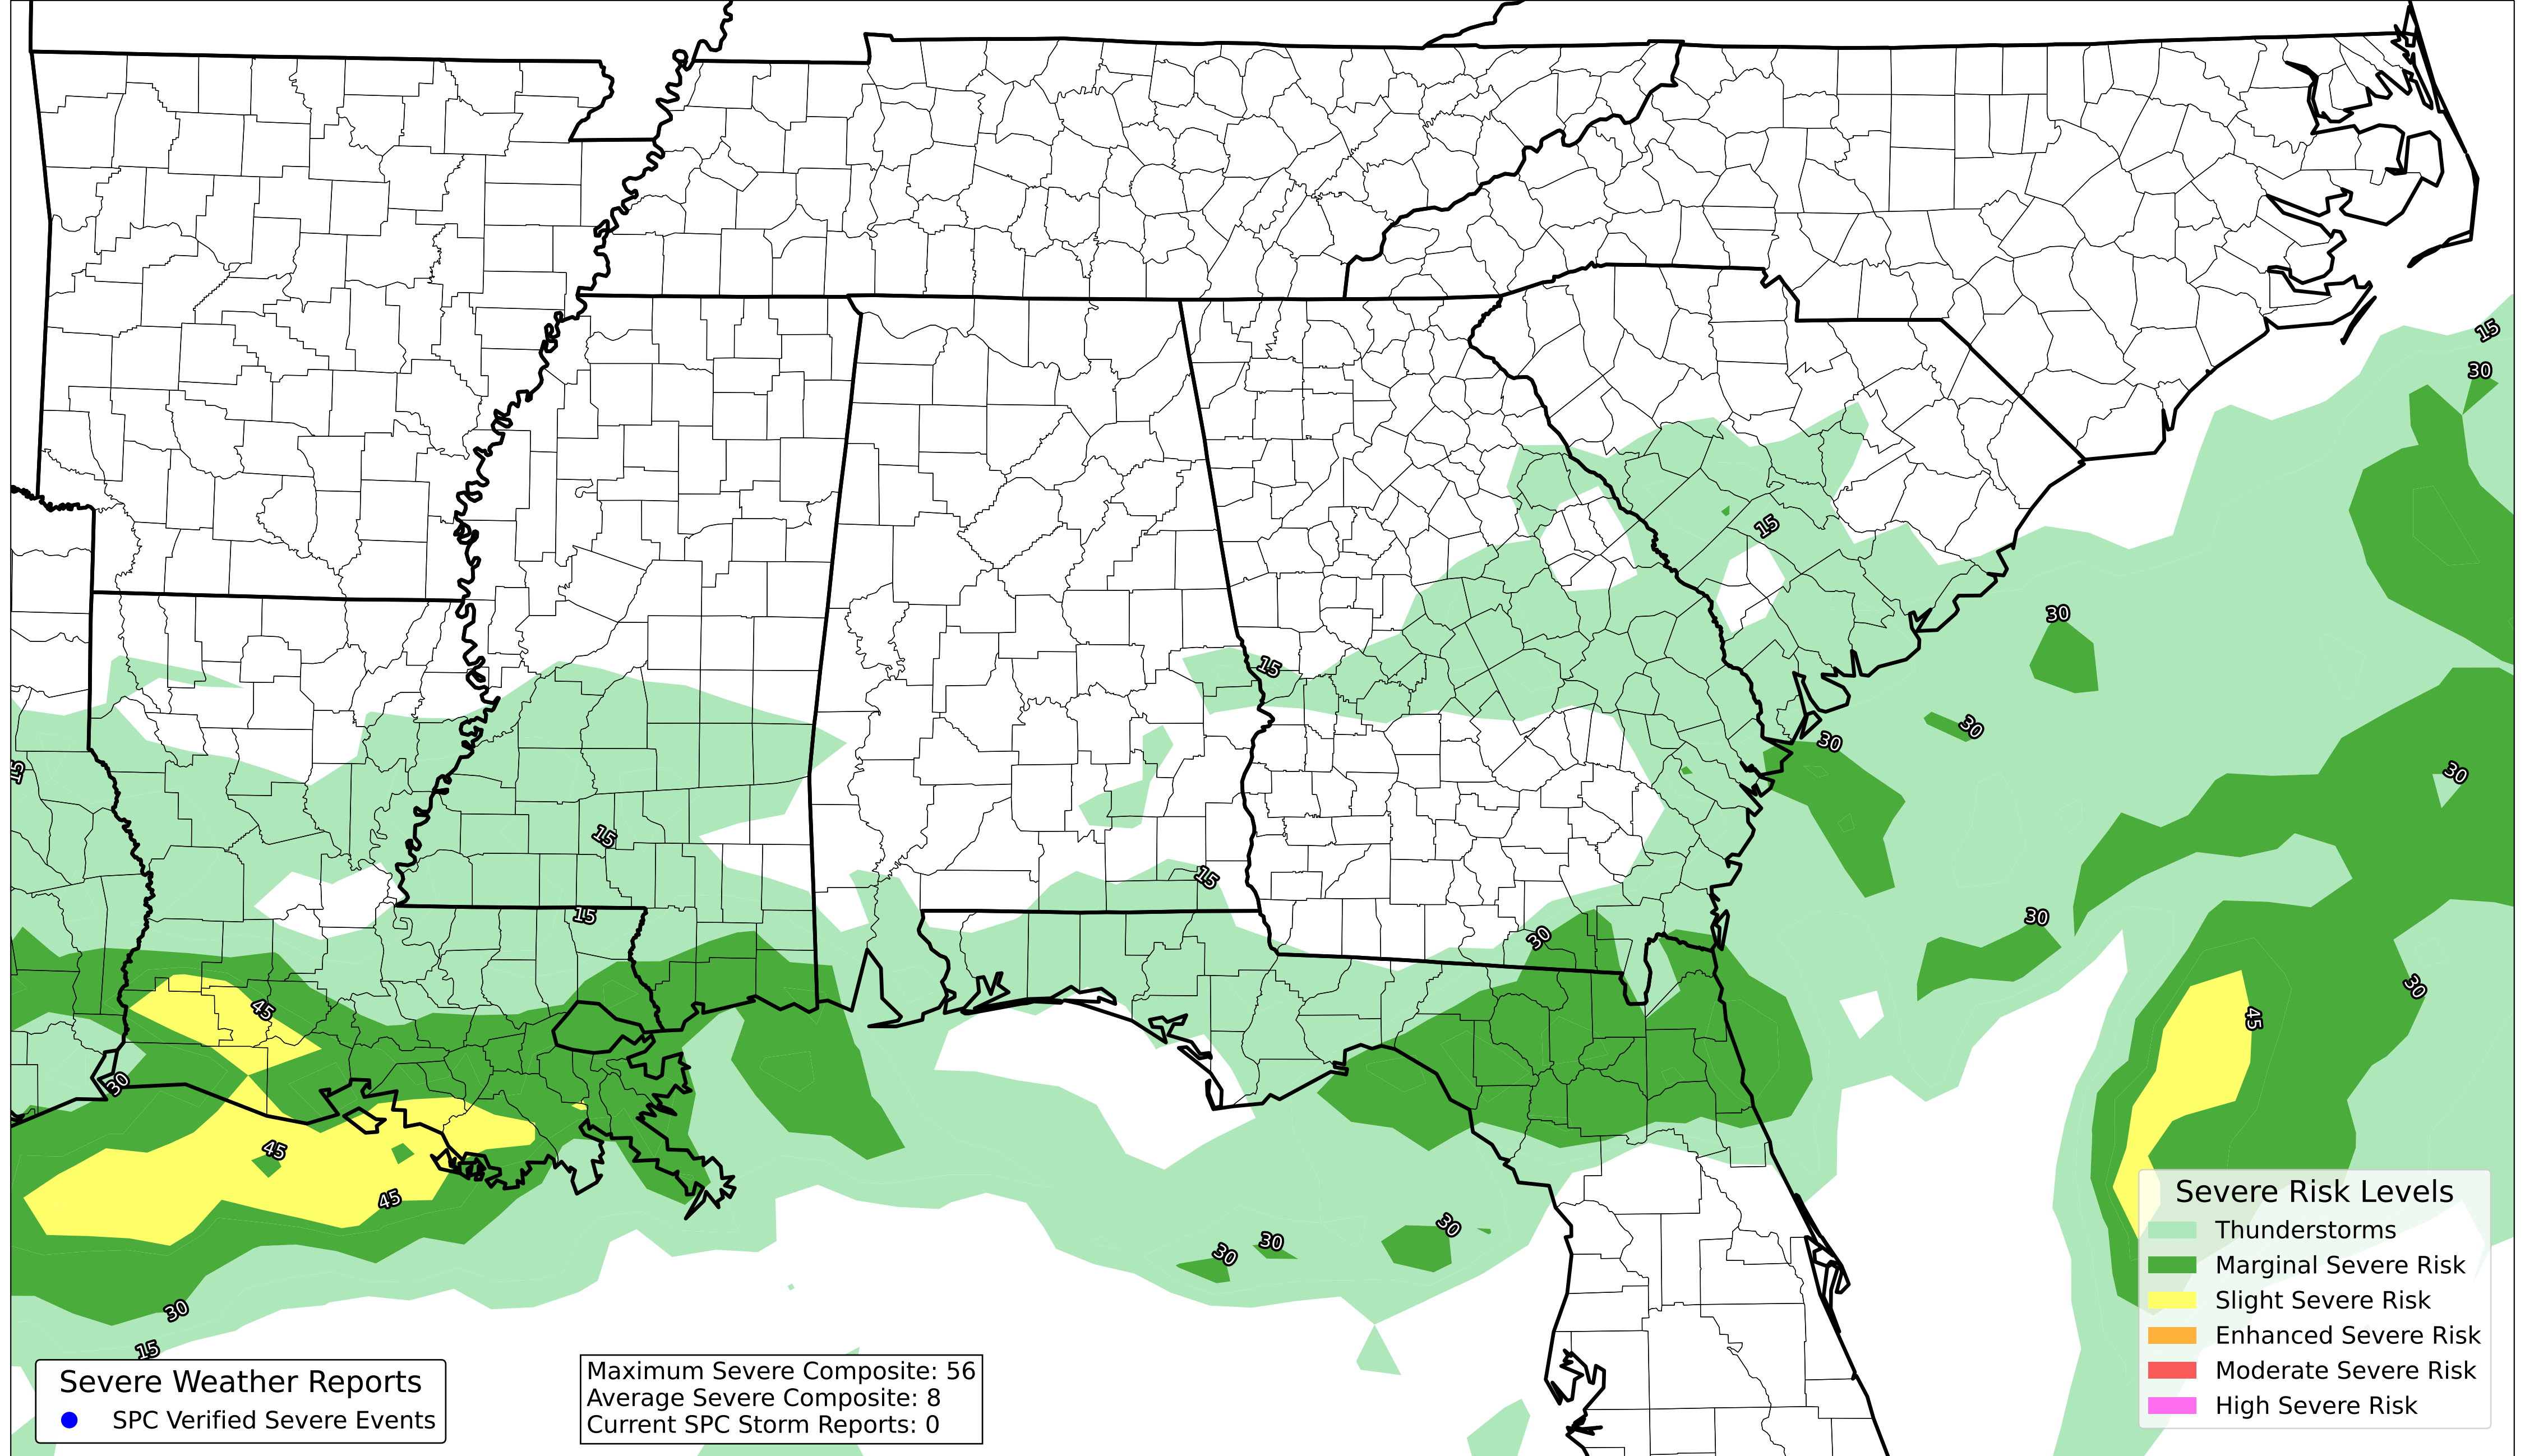 15
30
15
30
15
30
30
15
30
15
15
15
30
15
30
45
30
45
30
45
45
30
30
30
30
15
Severe Risk Levels
Thunderstorms
Marginal Severe Risk
Slight Severe Risk
Enhanced Severe Risk
Moderate Severe Risk
High Severe Risk
Severe Weather Reports
SPC Verified Severe Events
Maximum Severe Composite: 56
Average Severe Composite: 8
Current SPC Storm Reports: 0